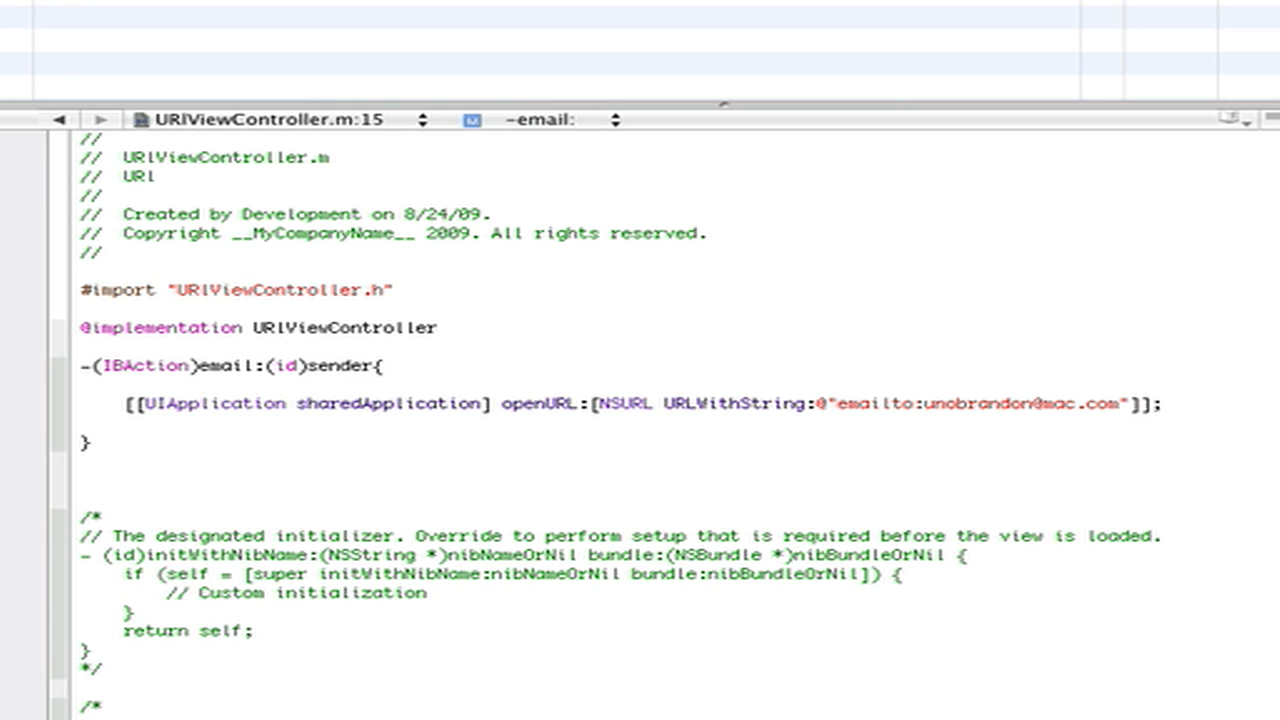 URlViewController.m:15 -email:
//
// URlViewController.m
// URl
//
// Created by Development on 8/24/09.
// Copyright __MyCompanyName__ 2009. All rights reserved.
//
#import "URlViewController.h"
@implementation URlViewController
-(IBAction)email:(id)sender{
[[UIApplication sharedApplication] openURL:[NSURL URLWithString:@"emailto:unobrandon@mac.com"]];
}
/*
// The designated initializer. Override to perform setup that is required before the view is loaded.
- (id)initWithNibName:(NSString *)nibNameOrNil bundle:(NSBundle *)nibBundleOrNil {
if (self = [super initWithNibName:nibNameOrNil bundle:nibBundleOrNil]) {
// Custom initialization
}
return self;
}
*/
/*